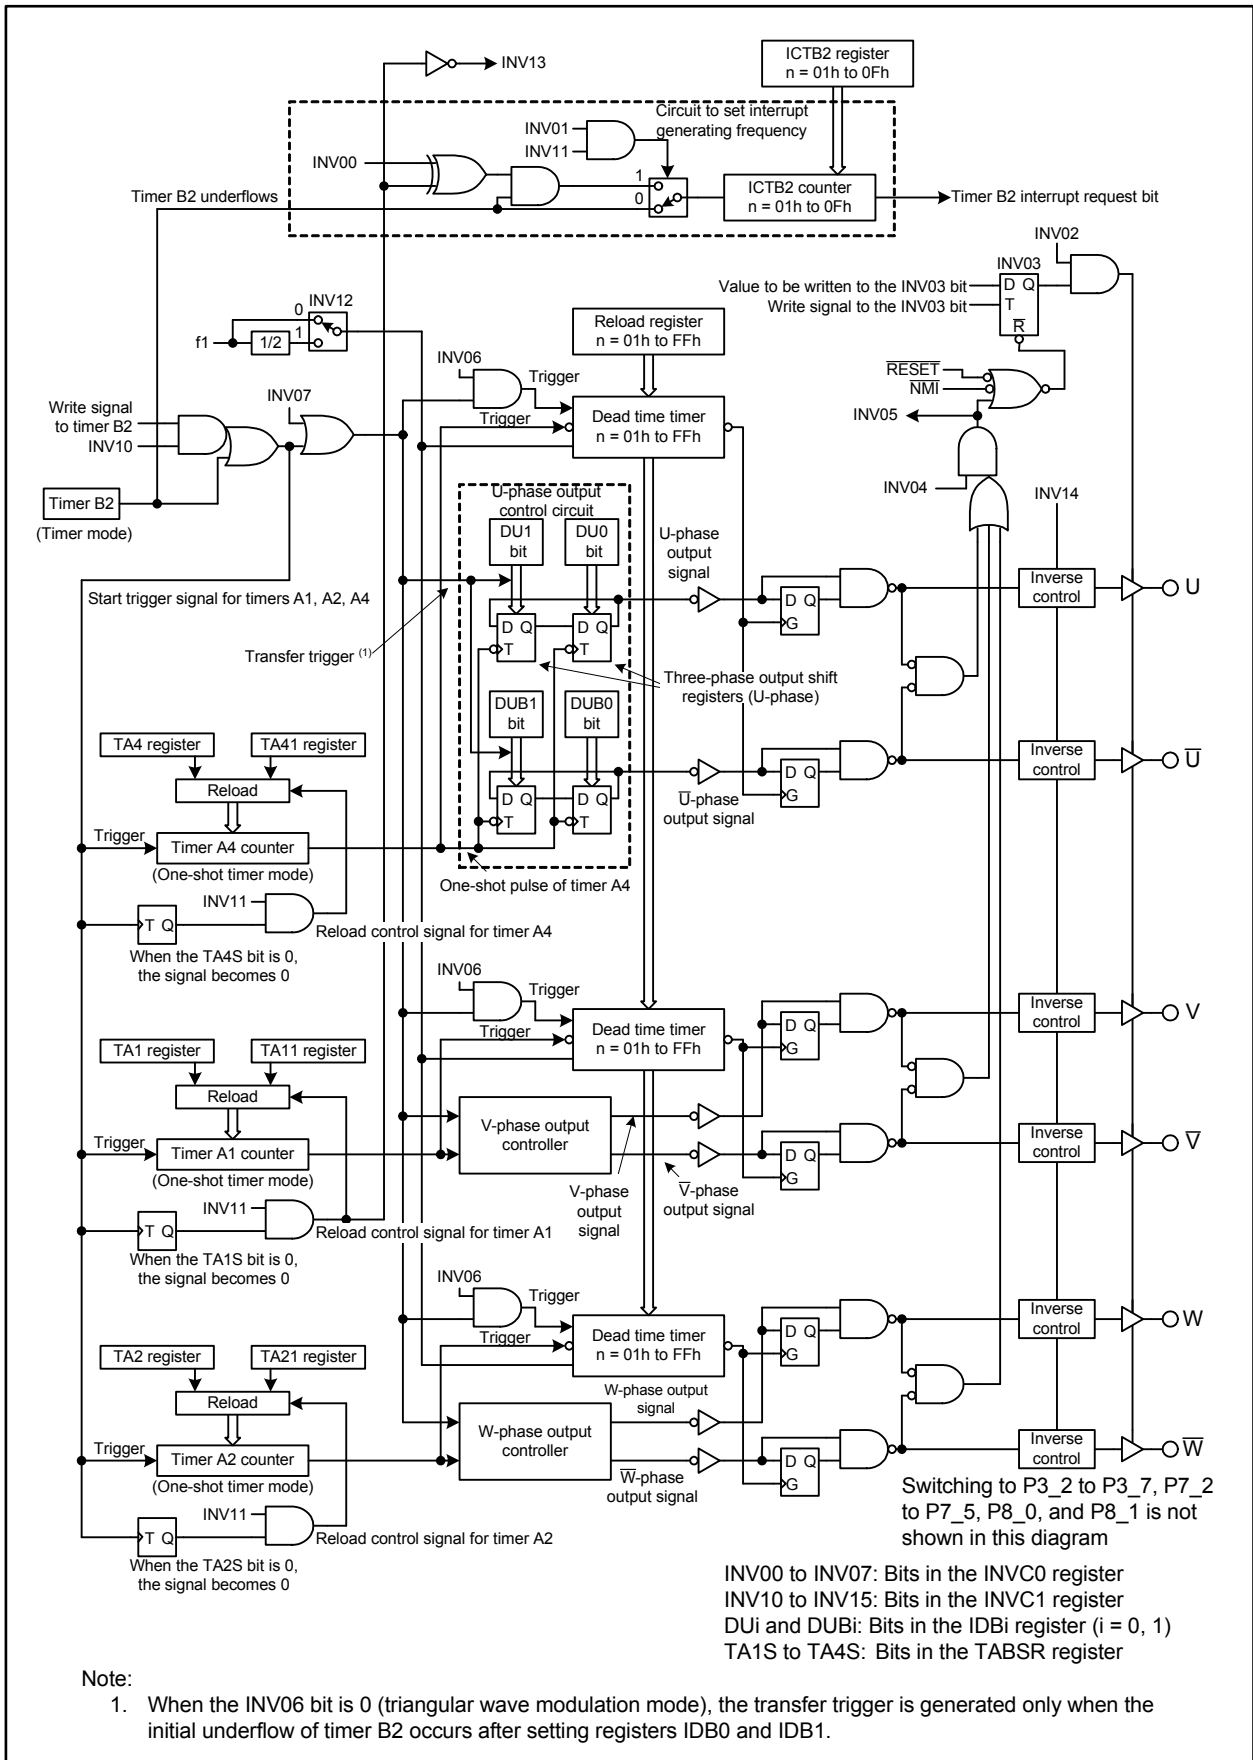 INV13
ICTB2 register
n = 01h to 0Fh
Circuit to set interrupt
generating frequency
INV01
INV11
INV00
1
0
ICTB2 counter
n = 01h to 0Fh
Timer B2 underflows
Timer B2 interrupt request bit
INV02
INV03
Value to be written to the INV03 bit
Write signal to the INV03 bit
D Q
T
R̅
INV12
0
1
f1
1/2
Reload register
n = 01h to FFh
INV06
Trigger
Trigger
Dead time timer
n = 01h to FFh
R̅E̅S̅E̅T̅
N̅M̅I̅
INV05
INV04
INV14
INV07
Write signal
to timer B2
INV10
Timer B2
(Timer mode)
U-phase output
control circuit
DU1
bit
DU0
bit
U-phase
output
signal
D Q
T
D Q
T
D Q
G
Inverse
control
U
Start trigger signal for timers A1, A2, A4
Transfer trigger (1)
Three-phase output shift
registers (U-phase)
DUB1
bit
DUB0
bit
D Q
T
D Q
T
U̅-phase
output signal
D Q
G
Inverse
control
U̅
TA4 register
TA41 register
Reload
Trigger
Timer A4 counter
(One-shot timer mode)
One-shot pulse of timer A4
INV11
T Q
Reload control signal for timer A4
When the TA4S bit is 0,
the signal becomes 0
INV06
Trigger
Trigger
Dead time timer
n = 01h to FFh
D Q
G
Inverse
control
V
TA1 register
TA11 register
Reload
Trigger
Timer A1 counter
(One-shot timer mode)
V-phase output
controller
V-phase
output
signal
V̅-phase
output signal
D Q
G
Inverse
control
V̅
INV11
T Q
Reload control signal for timer A1
When the TA1S bit is 0,
the signal becomes 0
INV06
Trigger
Trigger
Dead time timer
n = 01h to FFh
D Q
G
Inverse
control
W
TA2 register
TA21 register
Reload
Trigger
Timer A2 counter
(One-shot timer mode)
W-phase output
controller
W-phase output
signal
W̅-phase
output signal
D Q
G
Inverse
control
W̅
INV11
T Q
Reload control signal for timer A2
When the TA2S bit is 0,
the signal becomes 0
Switching to P3_2 to P3_7, P7_2
to P7_5, P8_0, and P8_1 is not
shown in this diagram
INV00 to INV07: Bits in the INVC0 register
INV10 to INV15: Bits in the INVC1 register
DUi and DUBi: Bits in the IDBi register (i = 0, 1)
TA1S to TA4S: Bits in the TABSR register
Note:
1. When the INV06 bit is 0 (triangular wave modulation mode), the transfer trigger is generated only when the
initial underflow of timer B2 occurs after setting registers IDB0 and IDB1.